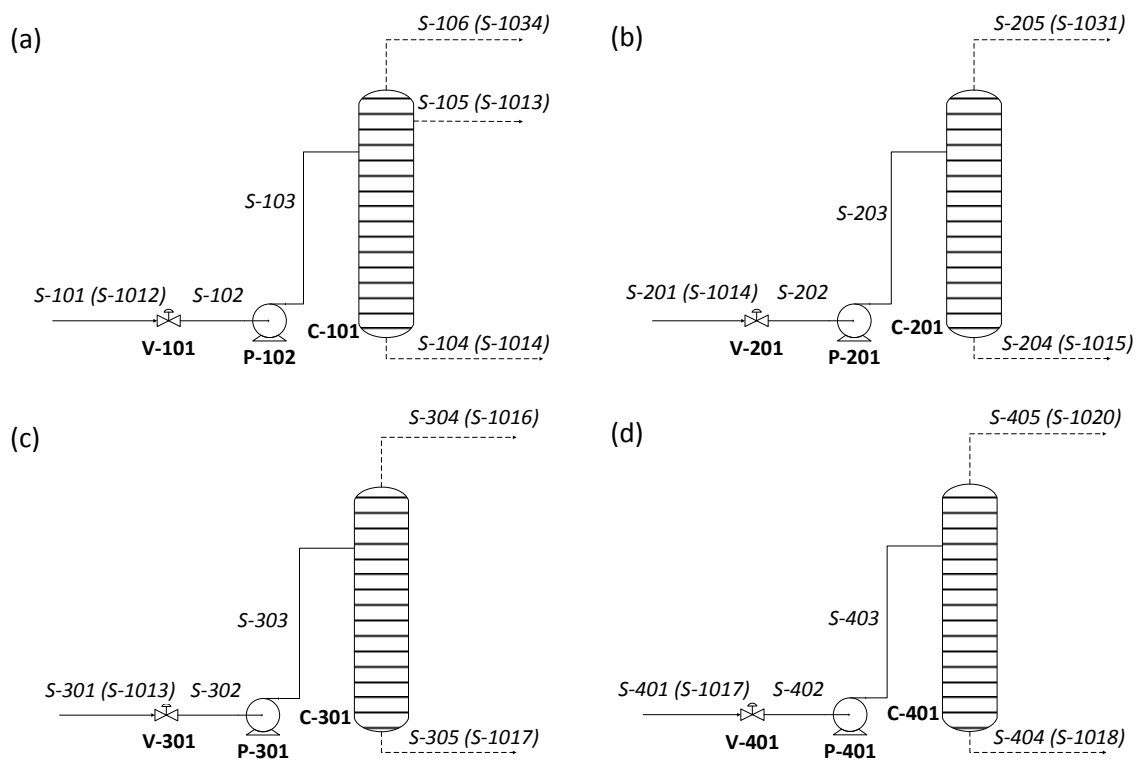 (a)
S-106 (S-1034)
S-105 (S-1013)
S-103
S-101 (S-1012)
S-102
V-101
P-102
C-101
S-104 (S-1014)
(b)
S-205 (S-1031)
S-203
S-201 (S-1014)
S-202
V-201
P-201
C-201
S-204 (S-1015)
(c)
S-304 (S-1016)
S-303
S-301 (S-1013)
S-302
V-301
P-301
C-301
S-305 (S-1017)
(d)
S-405 (S-1020)
S-403
S-401 (S-1017)
S-402
V-401
P-401
C-401
S-404 (S-1018)